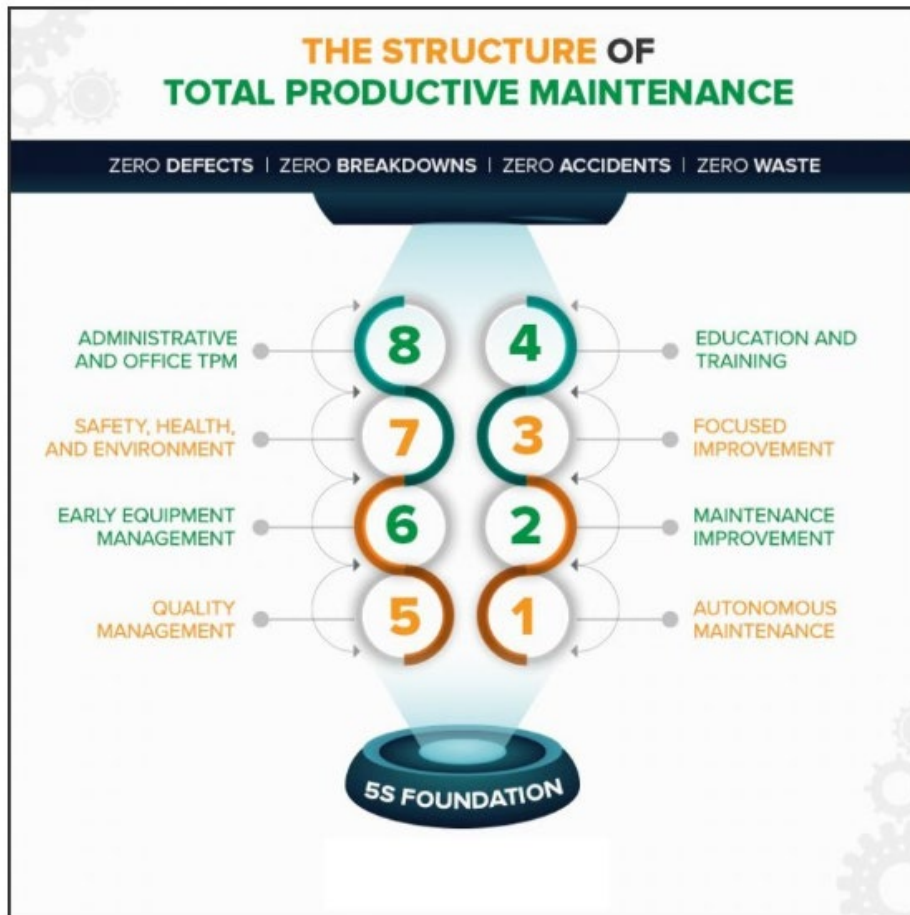 THE STRUCTURE OF
TOTAL PRODUCTIVE MAINTENANCE
ZERO DEFECTS | ZERO BREAKDOWNS | ZERO ACCIDENTS | ZERO WASTE
ADMINISTRATIVE
AND OFFICE TPM
8
4
EDUCATION AND
TRAINING
SAFETY, HEALTH,
AND ENVIRONMENT
7
3
FOCUSED
IMPROVEMENT
EARLY EQUIPMENT
MANAGEMENT
6
2
MAINTENANCE
IMPROVEMENT
QUALITY
MANAGEMENT
5
1
AUTONOMOUS
MAINTENANCE
5S FOUNDATION